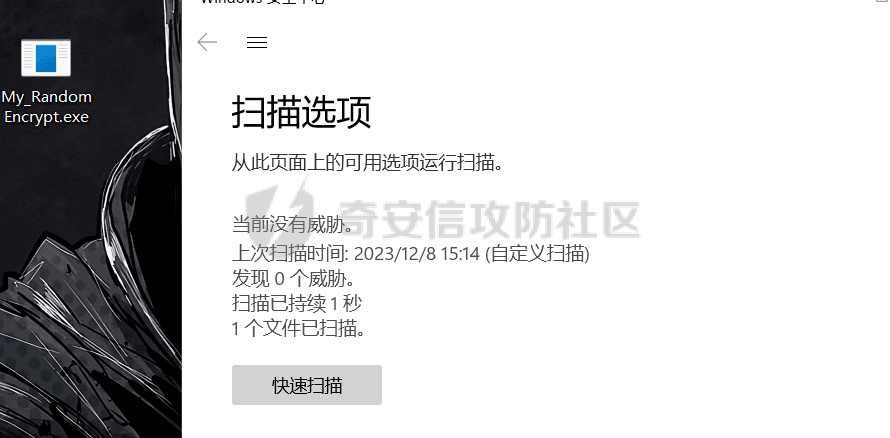 My_Random
Encrypt.exe
扫描选项
从此页面上的可用选项运行扫描。
当前没有威胁。
上次扫描时间: 2023/12/8 15:14 (自定义扫描)
发现 0 个威胁。
扫描已持续 1 秒
1 个文件已扫描。
快速扫描
奇安信攻防社区